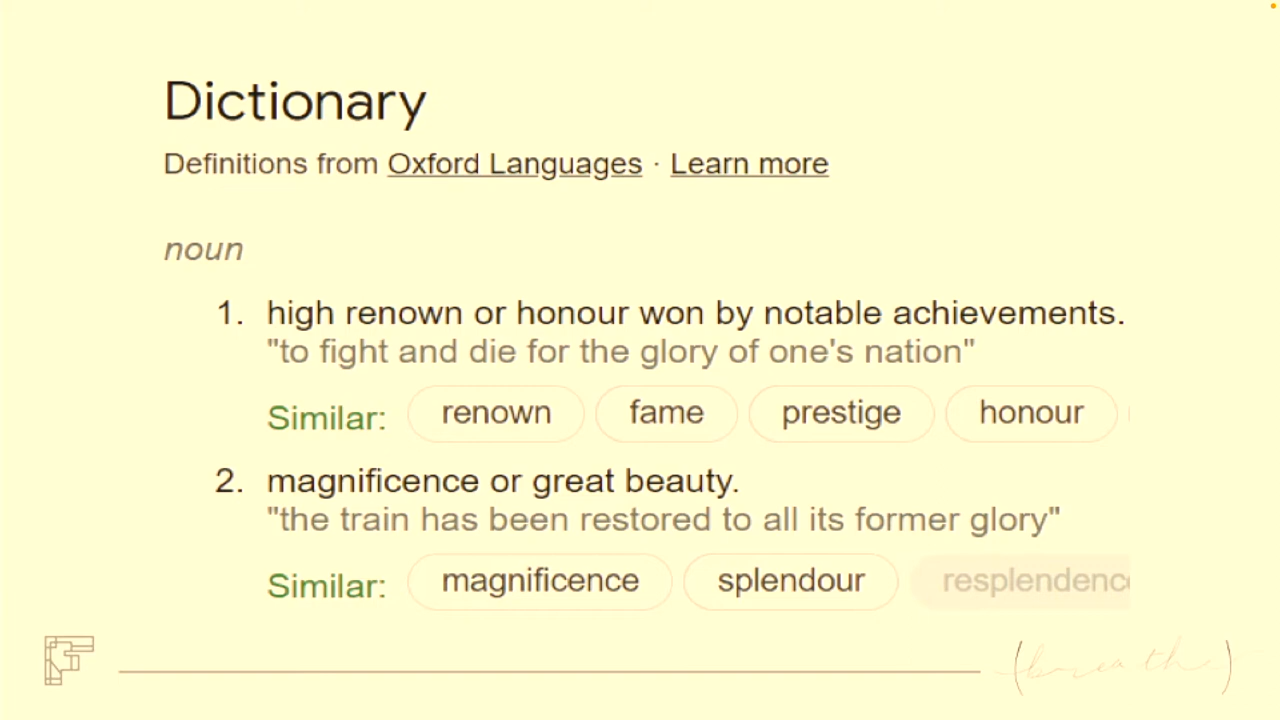 Dictionary
Definitions from Oxford Languages · Learn more
noun
1. high renown or honour won by notable achievements.
"to fight and die for the glory of one's nation"
Similar: renown fame prestige honour
2. magnificence or great beauty.
"the train has been restored to all its former glory"
Similar: magnificence splendour resplendence
(breathe)